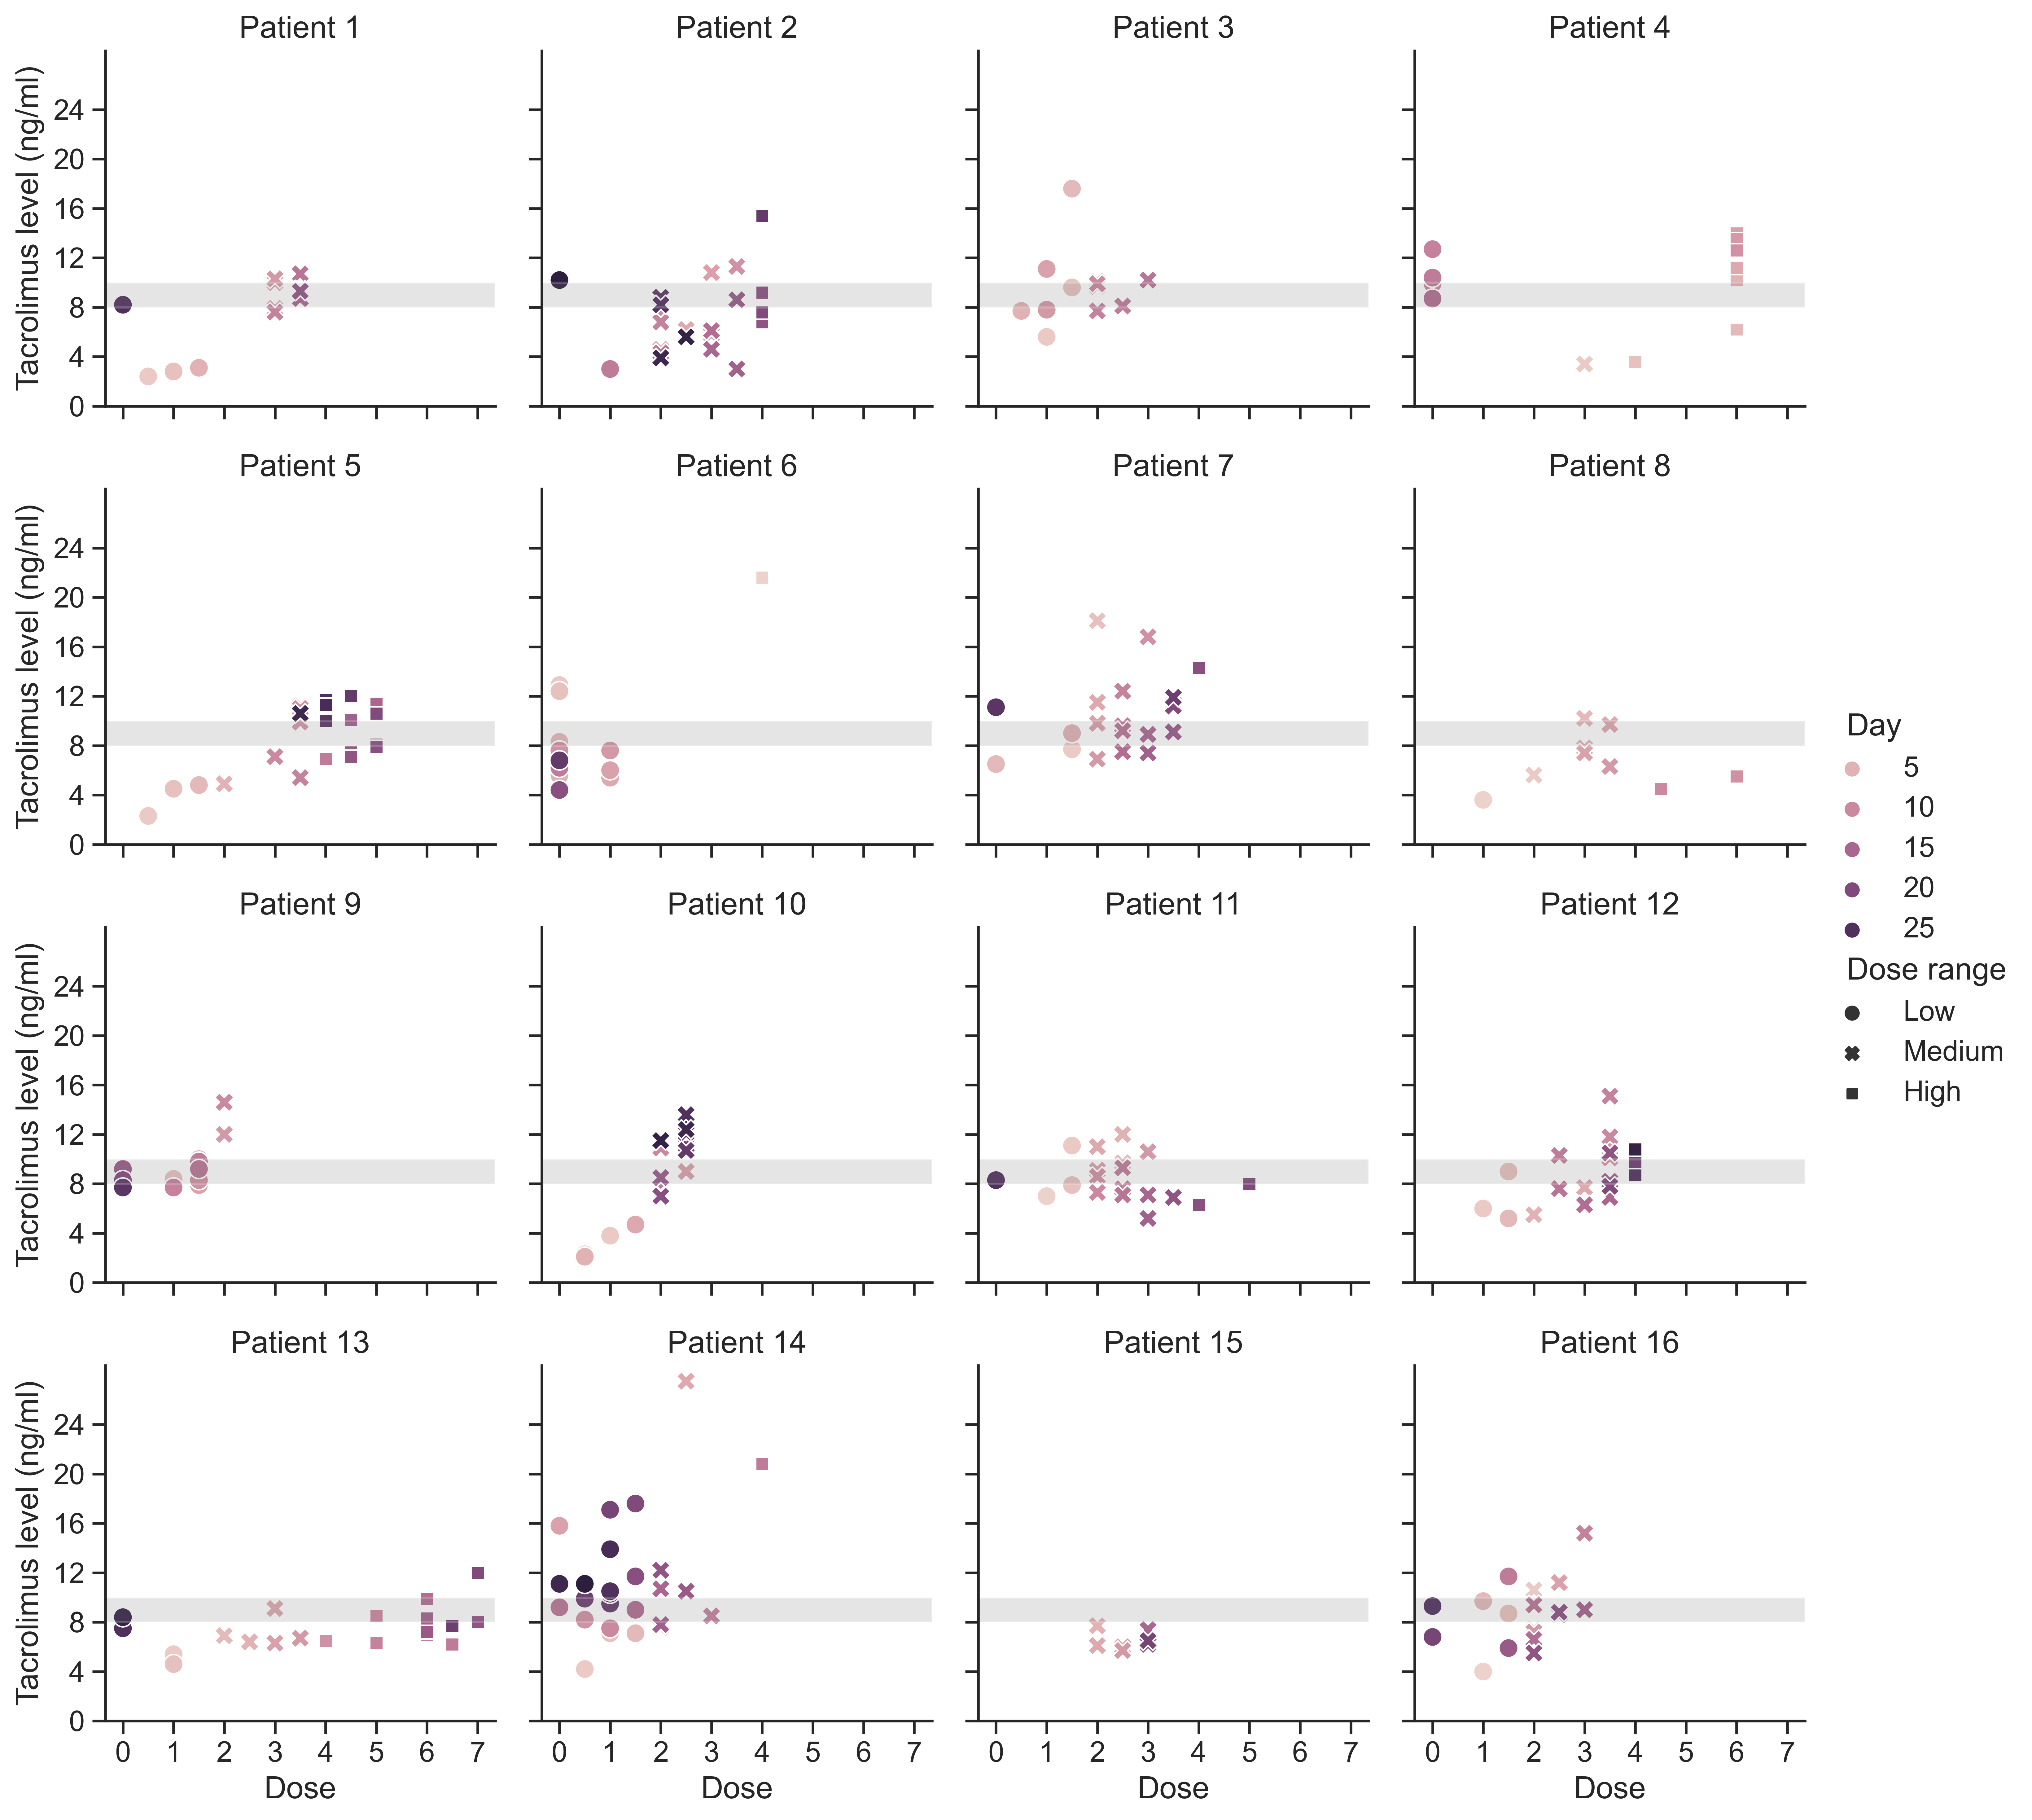 Patient 1
Patient 2
Patient 3
Patient 4
Tacrolimus level (ng/ml)
24
20
16
12
8
4
0
0 1 2 3 4 5 6 7
Patient 5
Patient 6
Patient 7
Patient 8
Tacrolimus level (ng/ml)
24
20
16
12
8
4
0
Patient 9
Patient 10
Patient 11
Patient 12
Tacrolimus level (ng/ml)
24
20
16
12
8
4
0
Patient 13
Patient 14
Patient 15
Patient 16
Tacrolimus level (ng/ml)
24
20
16
12
8
4
0
0 1 2 3 4 5 6 7
0 1 2 3 4 5 6 7
0 1 2 3 4 5 6 7
Dose
Dose
Dose
Dose
Day
5
10
15
20
25
Dose range
Low
Medium
High